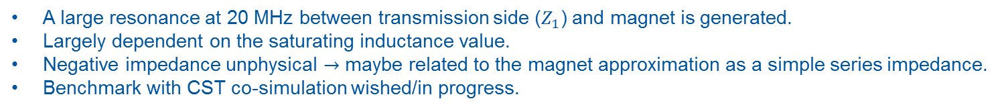 • A large resonance at 20 MHz between transmission side (𝑍₁) and magnet is generated.
• Largely dependent on the saturating inductance value.
• Negative impedance unphysical → maybe related to the magnet approximation as a simple series impedance.
• Benchmark with CST co-simulation wished/in progress.